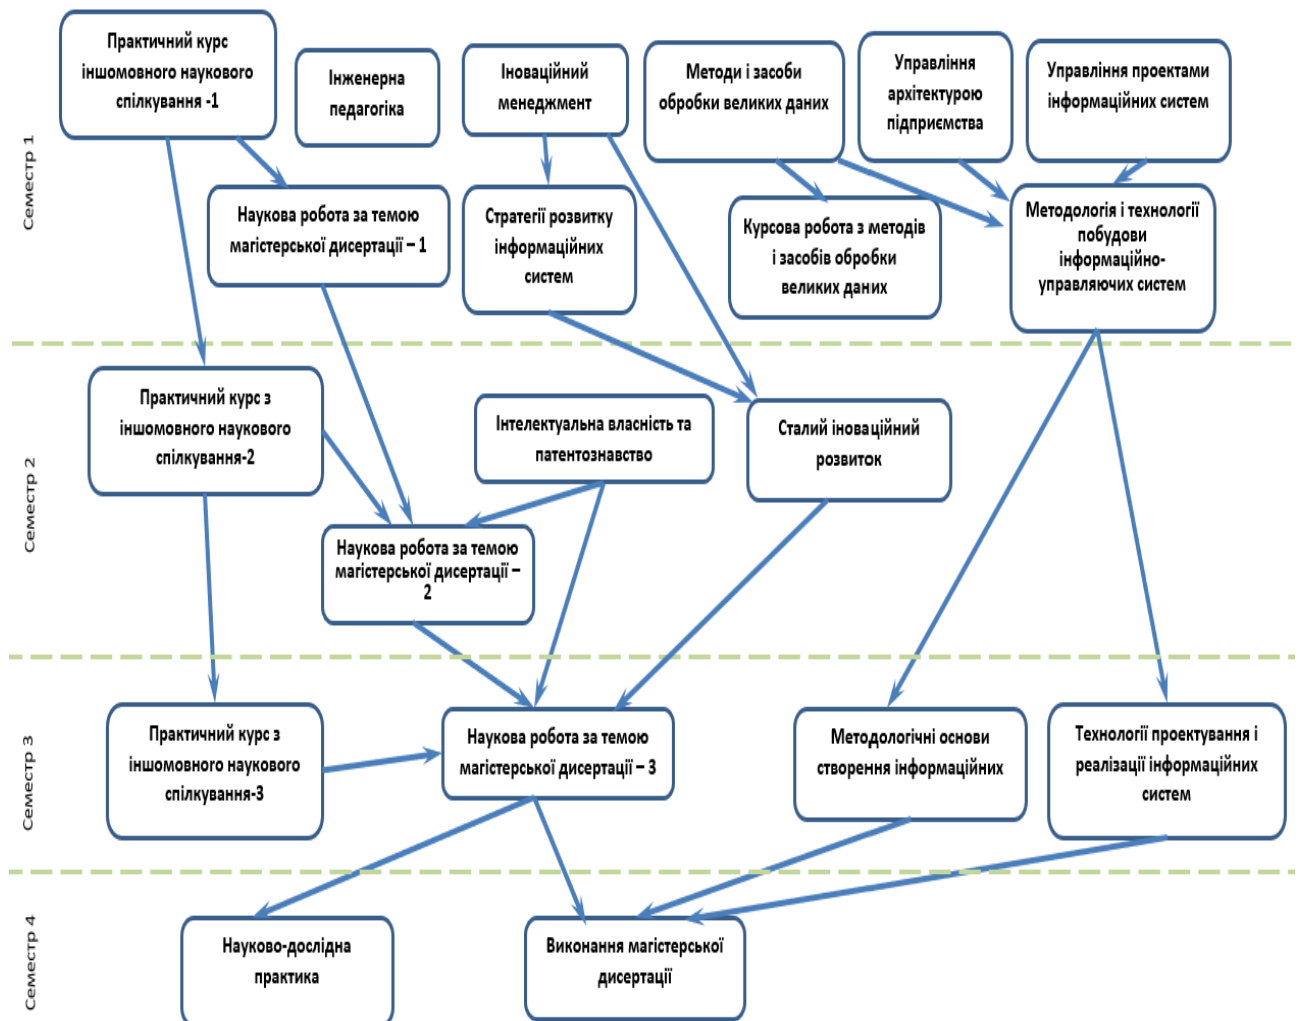 Семестр 1
Практичний курс
іншомовного наукового
спілкування -1
Інженерна
педагогіка
Іноваційний
менеджмент
Методи і засоби
обробки великих даних
Управління
архітектурою
підприємства
Управління проектами
інформаційних систем
Наукова робота за темою
магістерської дисертації – 1
Стратегії розвитку
інформаційних
систем
Курсова робота з методів
і засобів обробки
великих даних
Методологія і технології
побудови
інформаційно-
управляючих систем
Семестр 2
Практичний курс з
іншомовного наукового
спілкування-2
Інтелектуальна власність та
патентознавство
Сталий іноваційний
розвиток
Наукова робота за темою
магістерської дисертації –
2
Семестр 3
Практичний курс з
іншомовного наукового
спілкування-3
Наукова робота за темою
магістерської дисертації – 3
Методологічні основи
створення інформаційних
Технології проектування і
реалізації інформаційних
систем
Семестр 4
Науково-дослідна
практика
Виконання магістерської
дисертації